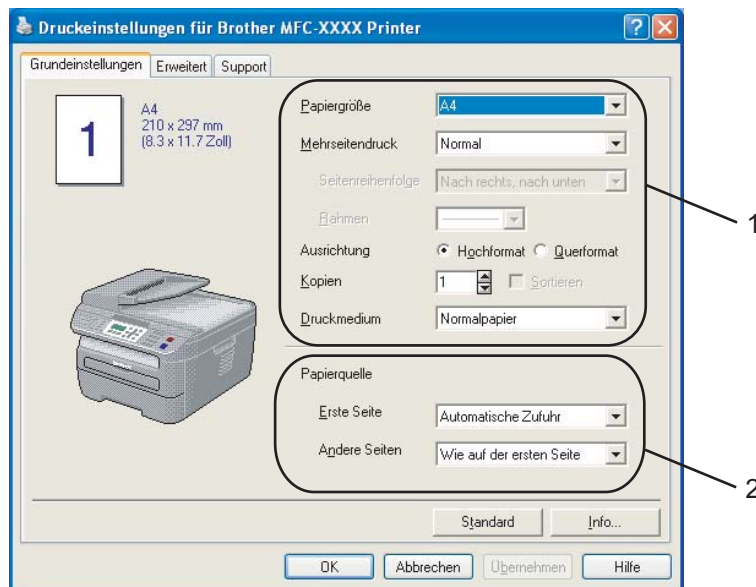 Druckeinstellungen für Brother MFC-XXXX Printer
Grundeinstellungen Erweitert Support
1
A4
210 x 297 mm
(8.3 x 11.7 Zoll)
Papiergröße A4
Mehrseitendruck Normal
Seitenreihenfolge Nach rechts, nach unten
Rahmen
Ausrichtung Hochformat Querformat
Kopien 1 Sortieren
Druckmedium Normalpapier
1
Papierquelle
Erste Seite Automatische Zufuhr
Andere Seiten Wie auf der ersten Seite
2
Standard Info...
OK Abbrechen Übernehmen Hilfe